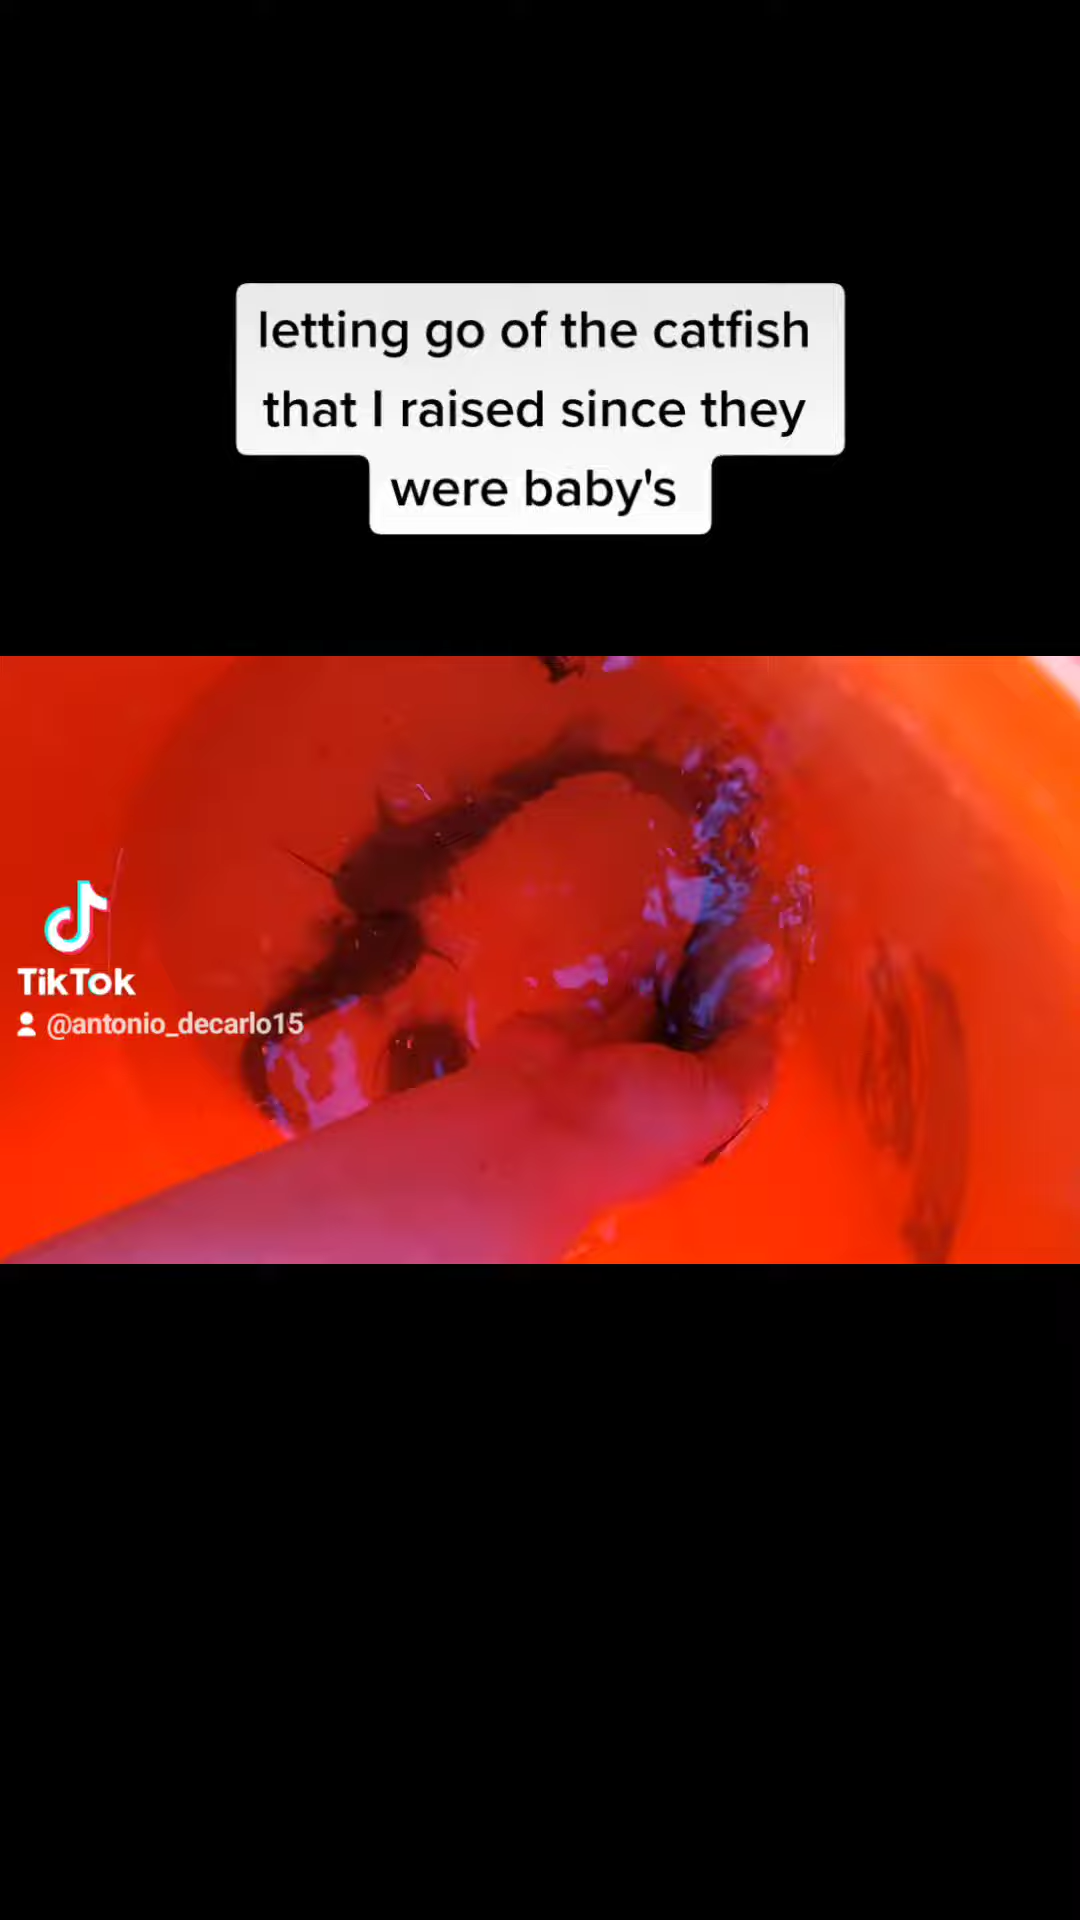 letting go of the catfish
that I raised since they
were baby's
TikTok
@antonio_decarlo15